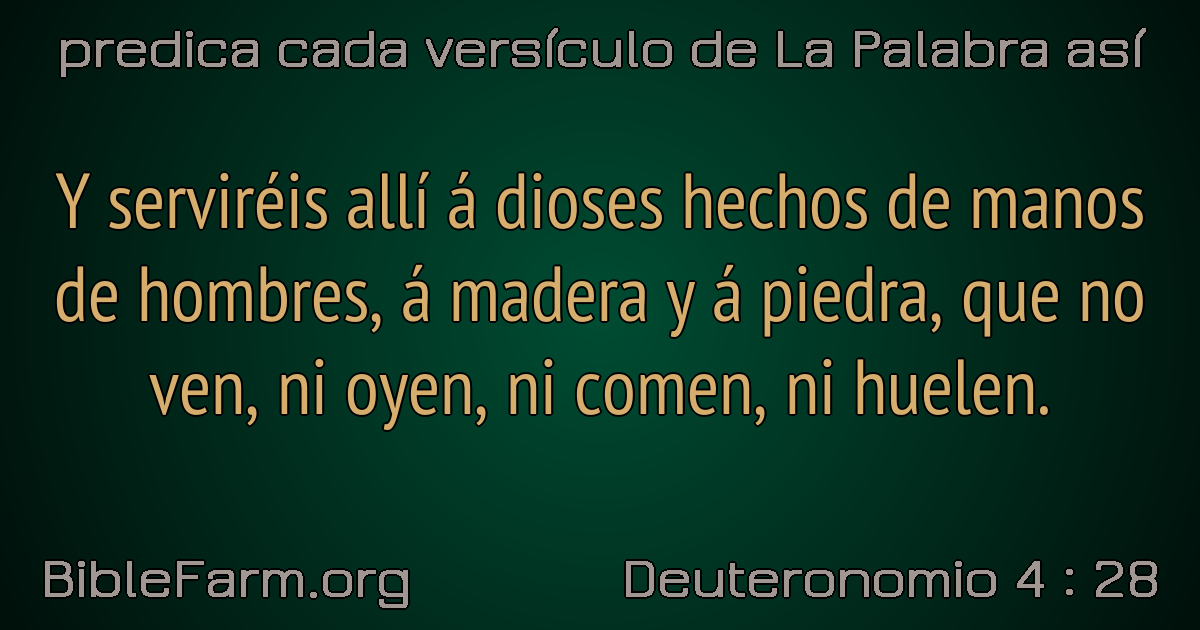 predica cada versículo de La Palabra así
Y serviréis allí á dioses hechos de manos
de hombres, á madera y á piedra, que no
ven, ni oyen, ni comen, ni huelen.
BibleFarm.org
Deuteronomio 4 : 28